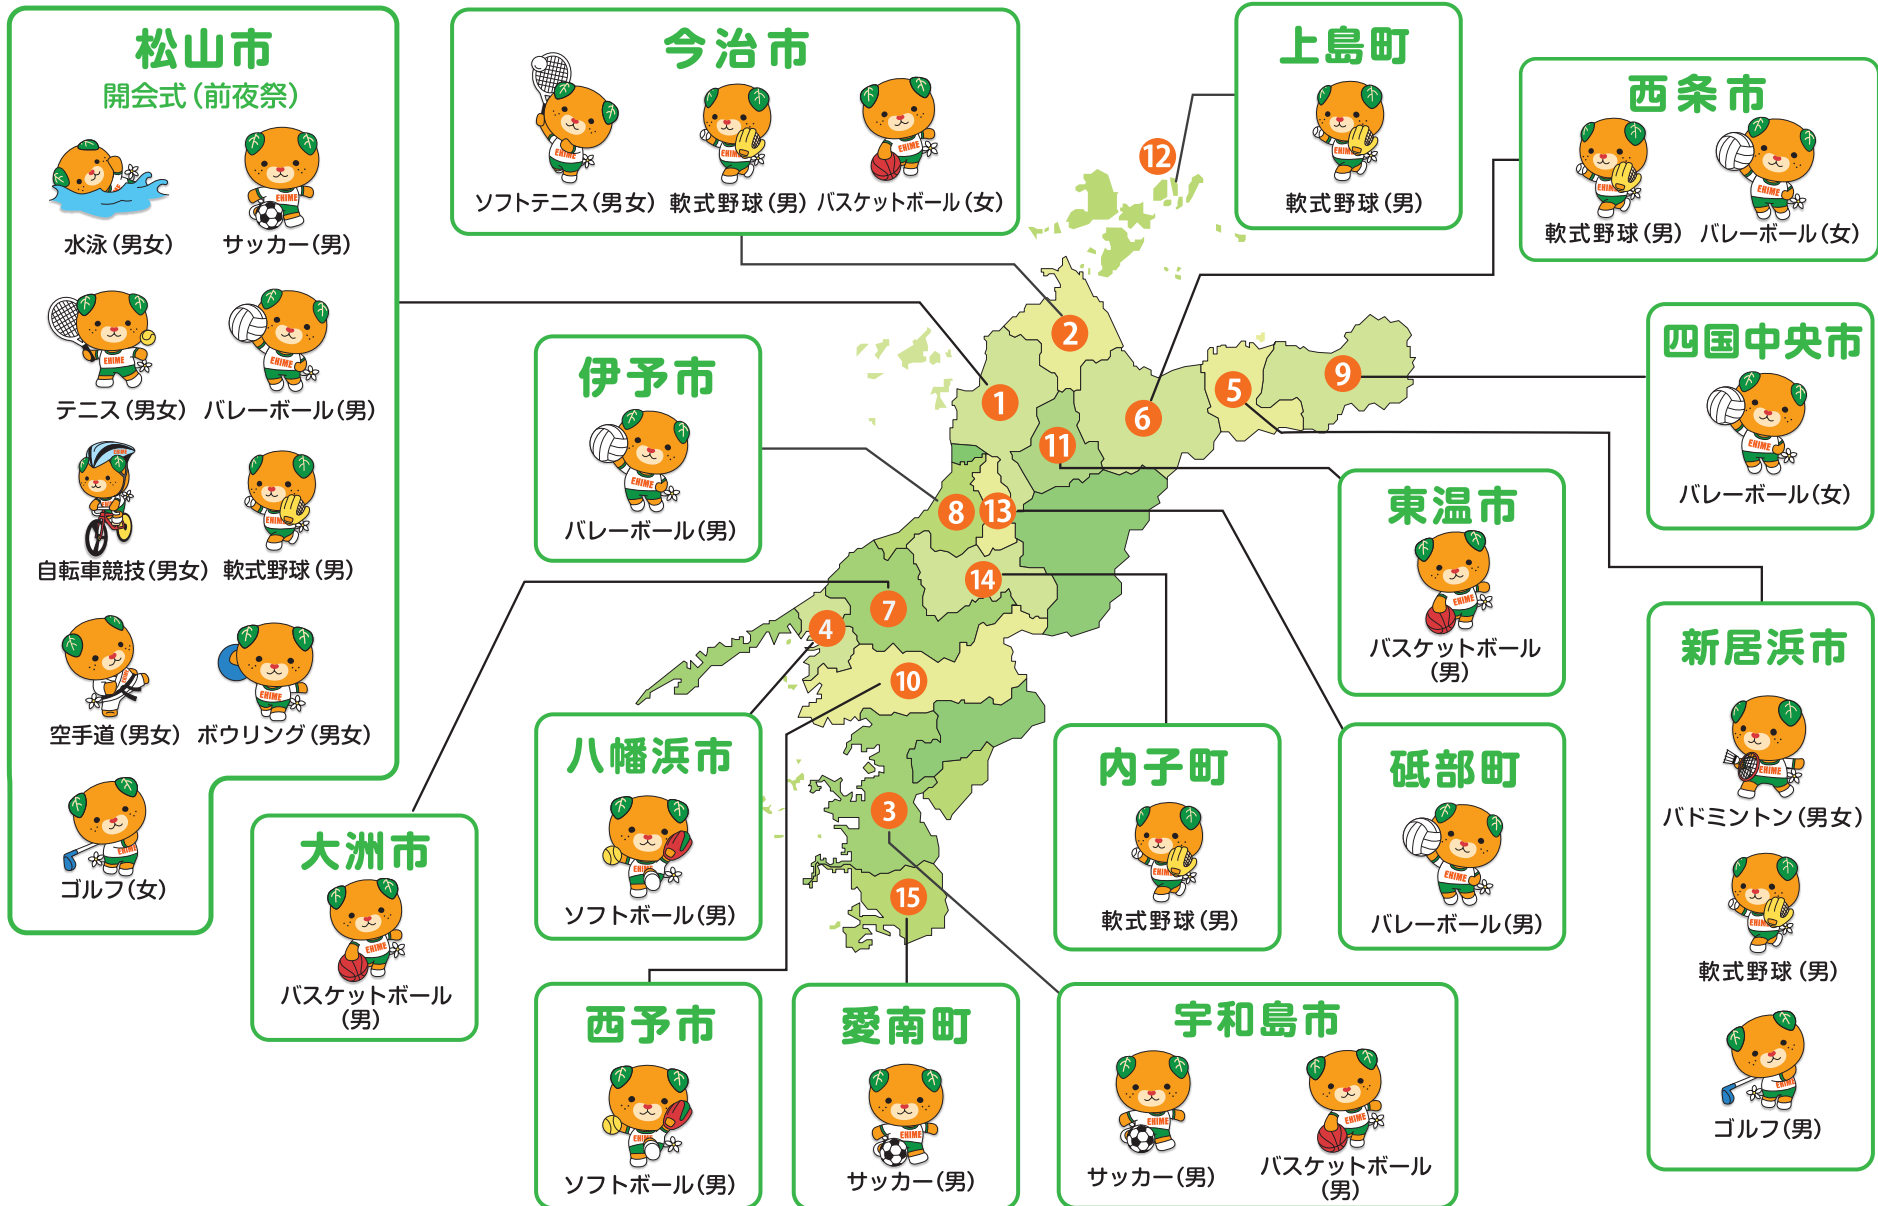 松山市
開会式（前夜祭）
水泳（男女）
サッカー（男）
テニス（男女）
バレーボール（男）
自転車競技（男女）
軟式野球（男）
空手道（男女）
ボウリング（男女）
ゴルフ（女）
今治市
ソフトテニス（男女）
軟式野球（男）
バスケットボール（女）
上島町
軟式野球（男）
西条市
軟式野球（男）
バレーボール（女）
伊予市
バレーボール（男）
四国中央市
バレーボール（女）
東温市
バスケットボール
（男）
新居浜市
バドミントン（男女）
軟式野球（男）
ゴルフ（男）
大洲市
バスケットボール
（男）
八幡浜市
ソフトボール（男）
内子町
軟式野球（男）
砥部町
バレーボール（男）
西予市
ソフトボール（男）
愛南町
サッカー（男）
宇和島市
サッカー（男）
バスケットボール
（男）
12
2
9
5
1
6
11
8
13
14
7
4
10
3
15
EHIME